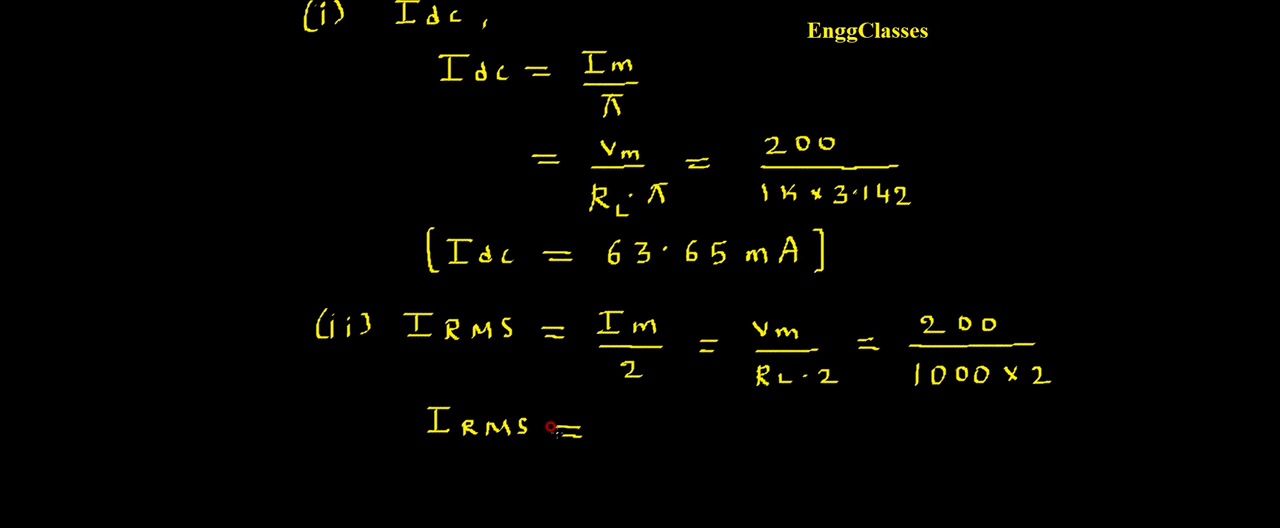 (i) Idc,
EnggClasses
Idc = Im/π
= Vm/RL·π = 200/1K×3.142
[Idc = 63.65 mA]
(ii) IRMS = Im/2 = Vm/RL·2 = 200/1000×2
IRMS =